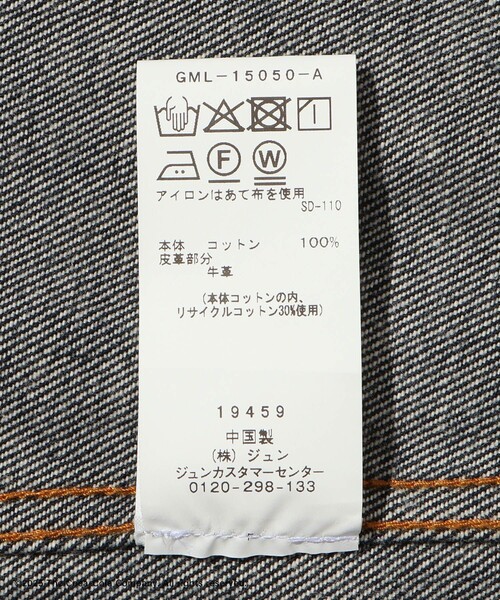 GML-15050-A
F W
アイロンはあて布を使用
SD-110
本体 コットン 100%
皮革部分
牛革
(本体コットンの内、
リサイクルコットン30%使用)
19459
中国製
(株) ジュン
ジュンカスタマーセンター
0120-298-133